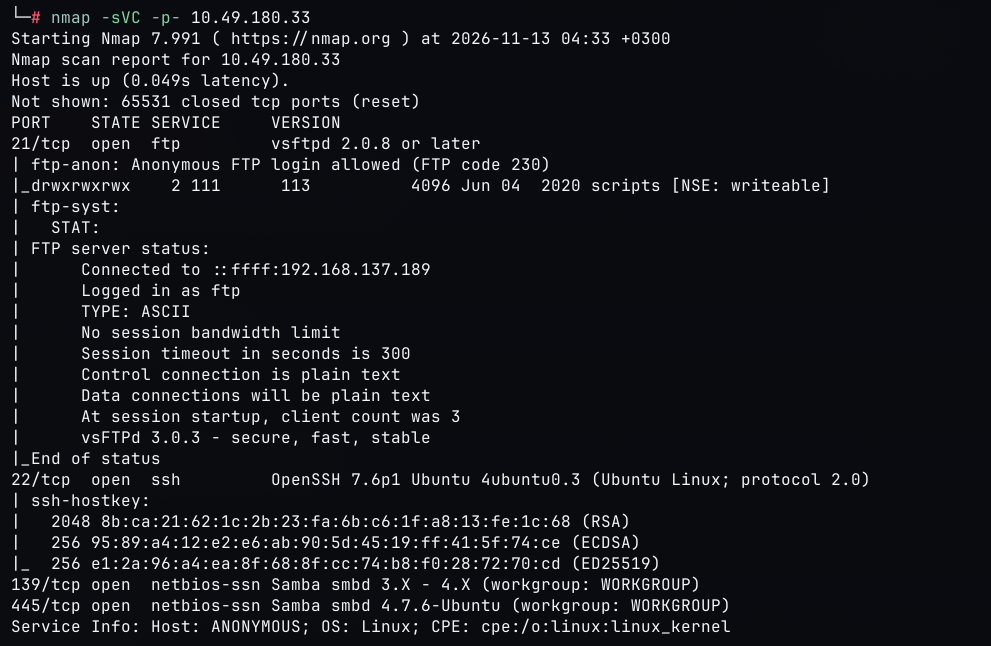 └─# nmap -sVC -p- 10.49.180.33
Starting Nmap 7.991 ( https://nmap.org ) at 2026-11-13 04:33 +0300
Nmap scan report for 10.49.180.33
Host is up (0.049s latency).
Not shown: 65531 closed tcp ports (reset)
PORT    STATE SERVICE     VERSION
21/tcp  open  ftp         vsftpd 2.0.8 or later
| ftp-anon: Anonymous FTP login allowed (FTP code 230)
|_drwxrwxrwx    2 111      113          4096 Jun 04  2020 scripts [NSE: writeable]
| ftp-syst:
|   STAT:
| FTP server status:
|      Connected to ::ffff:192.168.137.189
|      Logged in as ftp
|      TYPE: ASCII
|      No session bandwidth limit
|      Session timeout in seconds is 300
|      Control connection is plain text
|      Data connections will be plain text
|      At session startup, client count was 3
|      vsFTPd 3.0.3 - secure, fast, stable
|_End of status
22/tcp  open  ssh         OpenSSH 7.6p1 Ubuntu 4ubuntu0.3 (Ubuntu Linux; protocol 2.0)
| ssh-hostkey:
|   2048 8b:ca:21:62:1c:2b:23:fa:6b:c6:1f:a8:13:fe:1c:68 (RSA)
|   256 95:89:a4:12:e2:e6:ab:90:5d:45:19:ff:41:5f:74:ce (ECDSA)
|_  256 e1:2a:96:a4:ea:8f:68:8f:cc:74:b8:f0:28:72:70:cd (ED25519)
139/tcp open  netbios-ssn Samba smbd 3.X - 4.X (workgroup: WORKGROUP)
445/tcp open  netbios-ssn Samba smbd 4.7.6-Ubuntu (workgroup: WORKGROUP)
Service Info: Host: ANONYMOUS; OS: Linux; CPE: cpe:/o:linux:linux_kernel